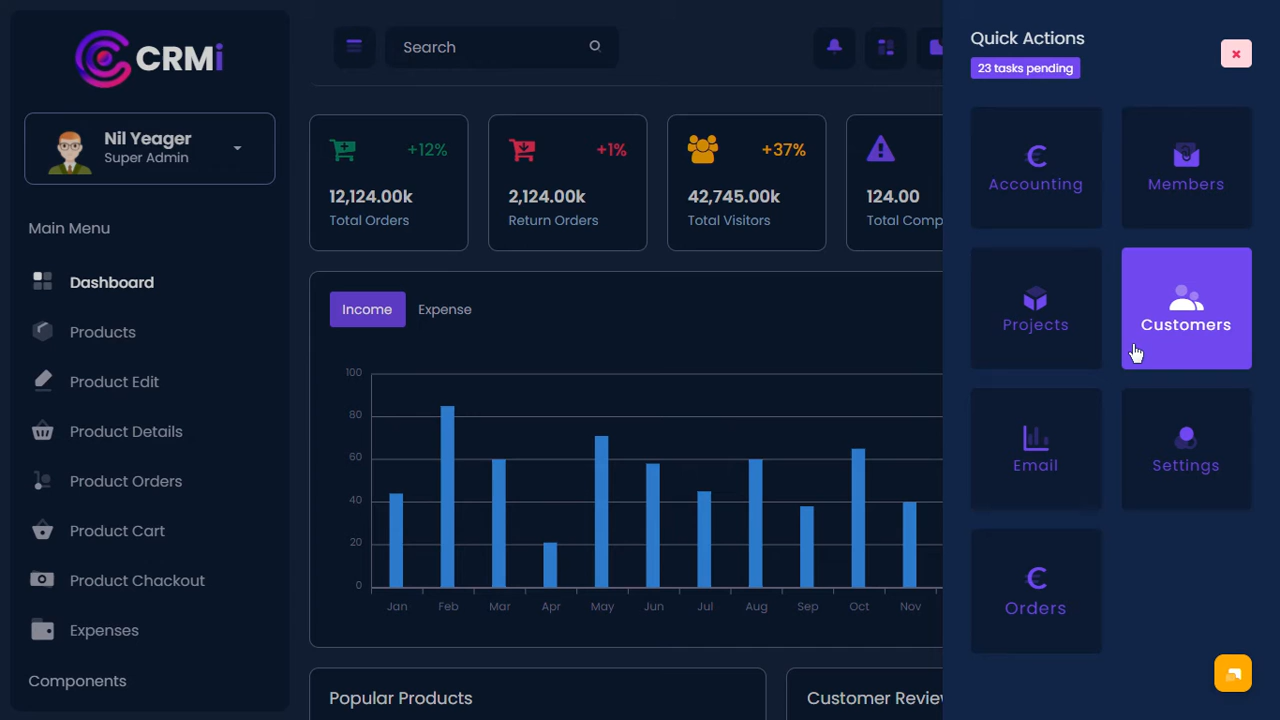 CRMi
Nil Yeager
Super Admin
Main Menu
Dashboard
Products
Product Edit
Product Details
Product Orders
Product Cart
Product Chackout
Expenses
Components
Search
+12%
12,124.00k
Total Orders
+1%
2,124.00k
Return Orders
+37%
42,745.00k
Total Visitors
124.00
Total Comp
Income
Expense
100
80
60
40
20
0
Jan Feb Mar Apr May Jun Jul Aug Sep Oct Nov
Popular Products
Customer Review
Quick Actions
23 tasks pending
Accounting
Members
Projects
Customers
Email
Settings
Orders